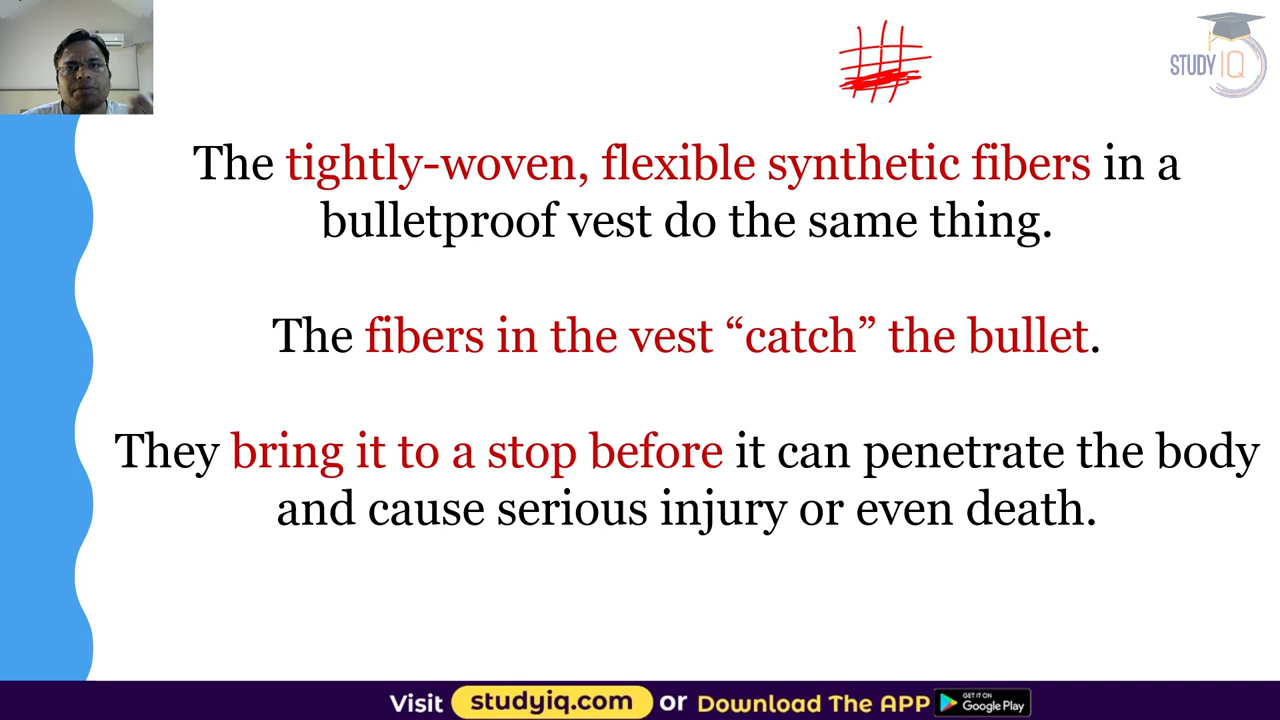 STUDY IQ
The tightly-woven, flexible synthetic fibers in a
bulletproof vest do the same thing.
The fibers in the vest “catch” the bullet.
They bring it to a stop before it can penetrate the body
and cause serious injury or even death.
Visit studyiq.com or Download The APP GET IT ON Google Play